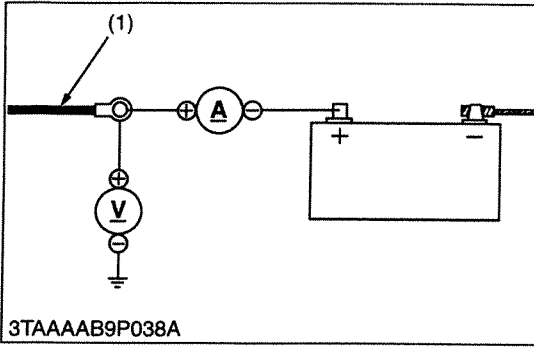 (1)
+ A −
+ −
+
V
−
3TAAAAB9P038A